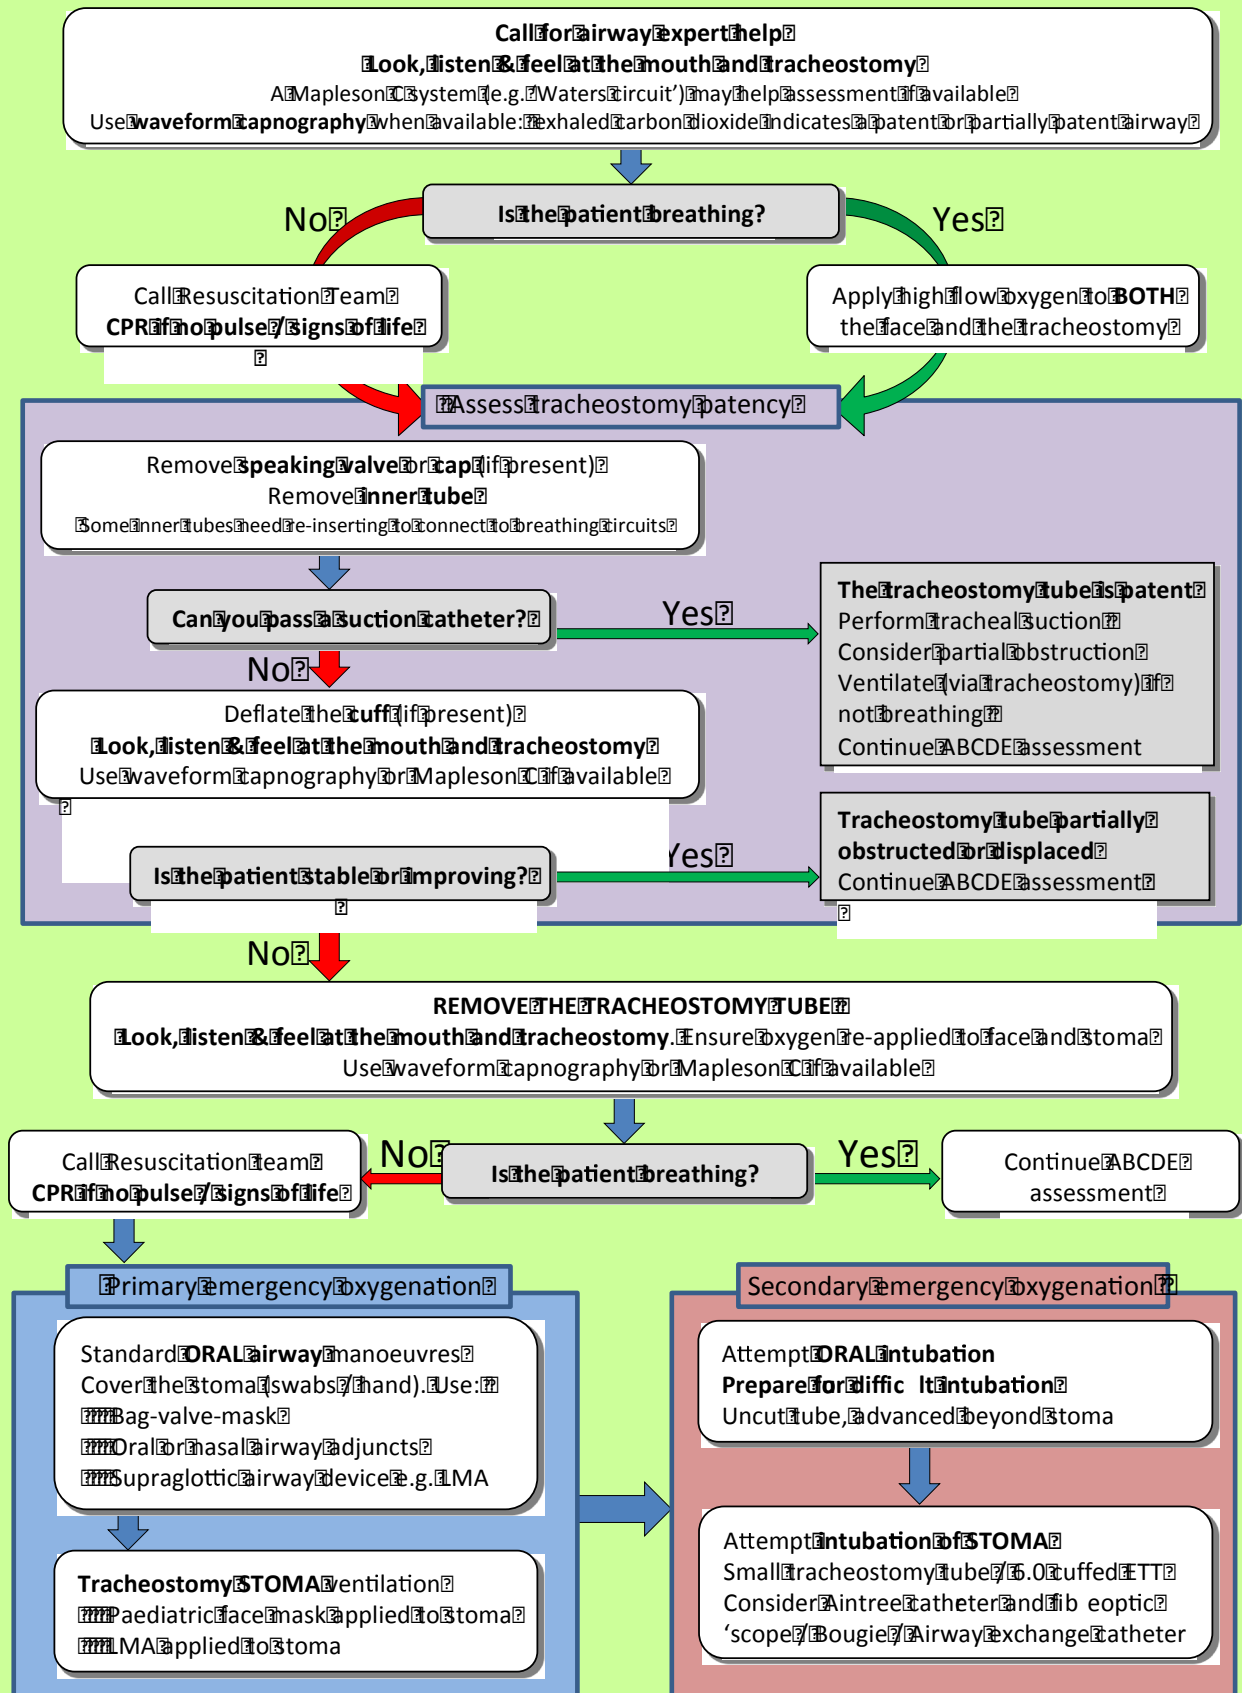 Call for airway expert help
Look, listen & feel at the mouth and tracheostomy
A Mapleson C system (e.g. ‘Waters circuit’) may help assessment if available
Use waveform capnography when available: exhaled carbon dioxide indicates a patent or partially patent airway
Is the patient breathing?
No
Yes
Call Resuscitation Team
CPR if no pulse / signs of life
Apply high flow oxygen to BOTH
the face and the tracheostomy
Assess tracheostomy patency
Remove speaking valve or cap (if present)
Remove inner tube
Some inner tubes need re-inserting to connect to breathing circuits
Can you pass a suction catheter?
Yes
The tracheostomy tube is patent
Perform tracheal suction
Consider partial obstruction
Ventilate (via tracheostomy) if
not breathing
Continue ABCDE assessment
No
Deflate the cuff (if present)
Look, listen & feel at the mouth and tracheostomy
Use waveform capnography or Mapleson C if available
Is the patient stable or improving?
Yes
Tracheostomy tube partially
obstructed or displaced
Continue ABCDE assessment
No
REMOVE THE TRACHEOSTOMY TUBE
Look, listen & feel at the mouth and tracheostomy. Ensure oxygen re-applied to face and stoma
Use waveform capnography or Mapleson C if available
Is the patient breathing?
No
Yes
Call Resuscitation team
CPR if no pulse / signs of life
Continue ABCDE
assessment
Primary emergency oxygenation
Standard ORAL airway manoeuvres
Cover the stoma (swabs / hand). Use:
Bag-valve-mask
Oral or nasal airway adjuncts
Supraglottic airway device e.g. LMA
Tracheostomy STOMA ventilation
Paediatric face mask applied to stoma
LMA applied to stoma
Secondary emergency oxygenation
Attempt ORAL intubation
Prepare for diffic lt intubation
Uncut tube, advanced beyond stoma
Attempt intubation of STOMA
Small tracheostomy tube / 6.0 cuffed ETT
Consider Aintree catheter and fib eoptic
‘scope / Bougie / Airway exchange catheter